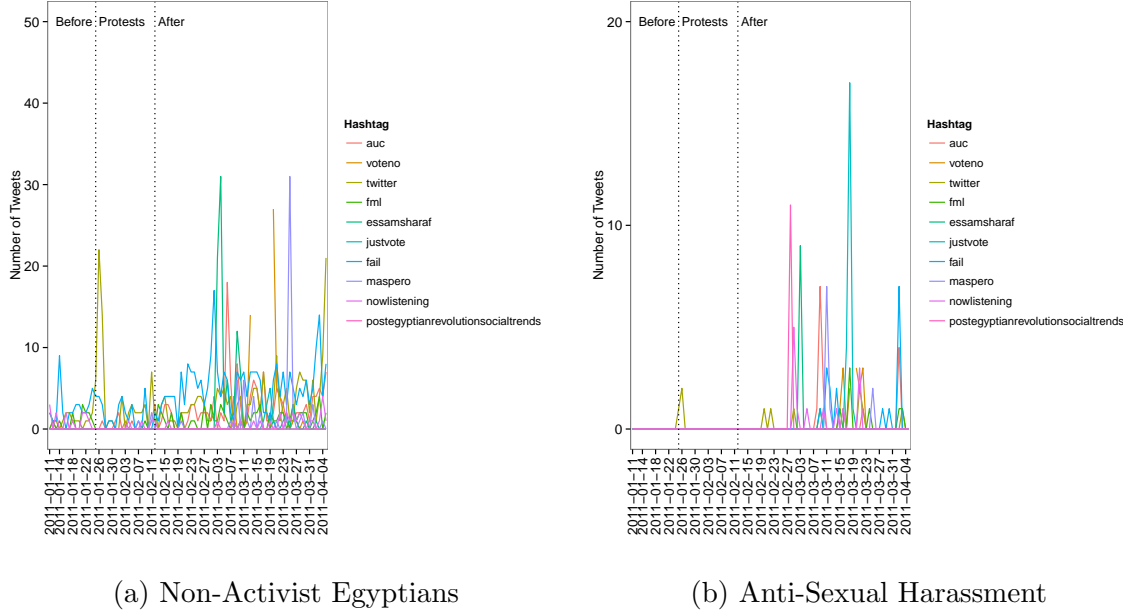 50
40
30
20
10
0
Number of Tweets
Before
Protests
After
2011−01−11
2011−01−14
2011−01−18
2011−01−22
2011−01−26
2011−01−30
2011−02−03
2011−02−07
2011−02−11
2011−02−15
2011−02−19
2011−02−23
2011−02−27
2011−03−03
2011−03−07
2011−03−11
2011−03−15
2011−03−19
2011−03−23
2011−03−27
2011−03−31
2011−04−04
Hashtag
auc
voteno
twitter
fml
essamsharaf
justvote
fail
maspero
nowlistening
postegyptianrevolutionsocialtrends
(a) Non-Activist Egyptians
20
10
0
Number of Tweets
Before
Protests
After
2011−01−11
2011−01−14
2011−01−18
2011−01−22
2011−01−26
2011−01−30
2011−02−03
2011−02−07
2011−02−11
2011−02−15
2011−02−19
2011−02−23
2011−02−27
2011−03−03
2011−03−07
2011−03−11
2011−03−15
2011−03−19
2011−03−23
2011−03−27
2011−03−31
2011−04−04
Hashtag
auc
voteno
twitter
fml
essamsharaf
justvote
fail
maspero
nowlistening
postegyptianrevolutionsocialtrends
(b) Anti-Sexual Harassment